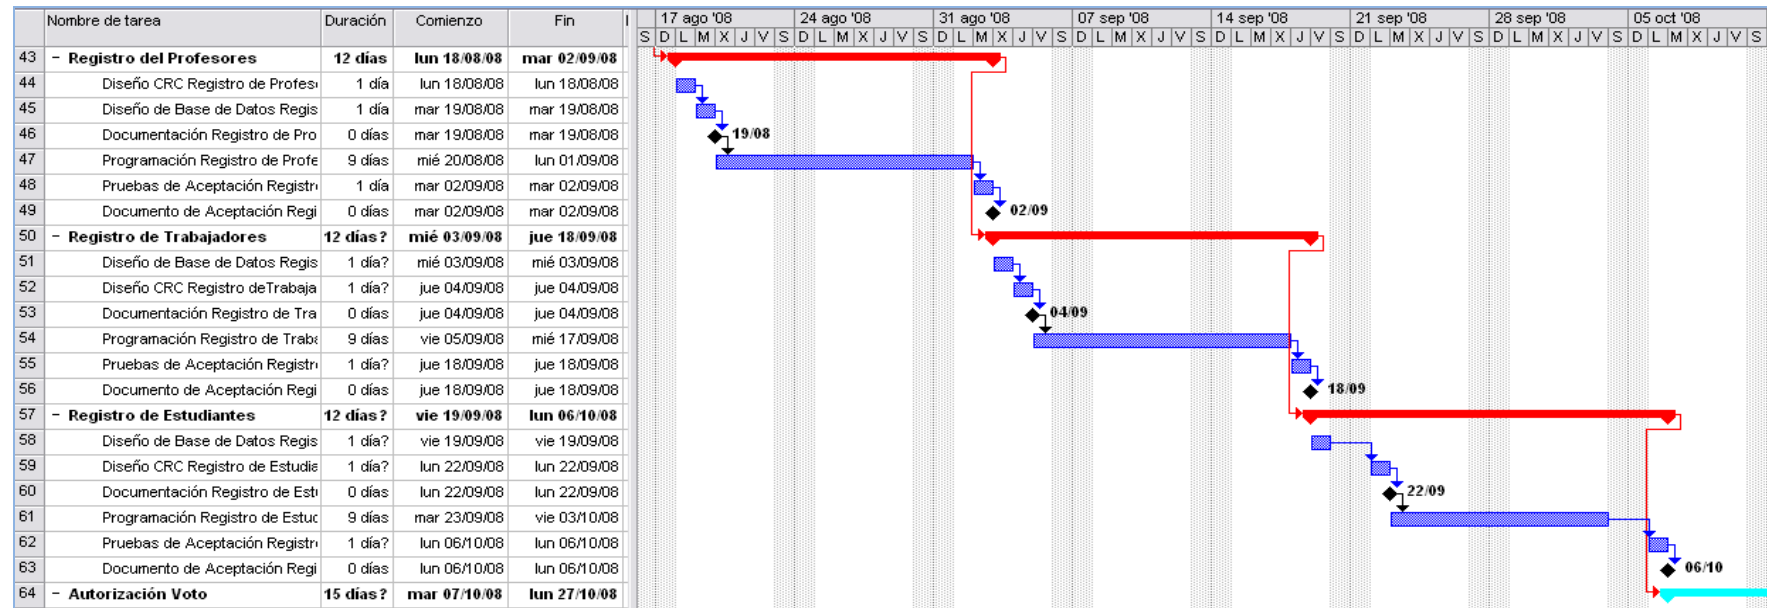 Nombre de tarea Duración Comienzo Fin 17 ago '08 24 ago '08 31 ago '08 07 sep '08 14 sep '08 21 sep '08 28 sep '08 05 oct '08
S D L M X J V S D L M X J V S D L M X J V S D L M X J V S D L M X J V S D L M X J V S D L M X J V S D L M X J V S
43 − Registro del Profesores 12 días lun 18/08/08 mar 02/09/08
44 Diseño CRC Registro de Profes 1 día lun 18/08/08 lun 18/08/08
45 Diseño de Base de Datos Regis 1 día mar 19/08/08 mar 19/08/08
46 Documentación Registro de Pro 0 días mar 19/08/08 mar 19/08/08 19/08
47 Programación Registro de Profe 9 días mié 20/08/08 lun 01/09/08
48 Pruebas de Aceptación Registr 1 día mar 02/09/08 mar 02/09/08
49 Documento de Aceptación Regi 0 días mar 02/09/08 mar 02/09/08 02/09
50 − Registro de Trabajadores 12 días? mié 03/09/08 jue 18/09/08
51 Diseño de Base de Datos Regis 1 día? mié 03/09/08 mié 03/09/08
52 Diseño CRC Registro deTrabaja 1 día? jue 04/09/08 jue 04/09/08
53 Documentación Registro de Tra 0 días jue 04/09/08 jue 04/09/08 04/09
54 Programación Registro de Traba 9 días vie 05/09/08 mié 17/09/08
55 Pruebas de Aceptación Registr 1 día? jue 18/09/08 jue 18/09/08
56 Documento de Aceptación Regi 0 días jue 18/09/08 jue 18/09/08 18/09
57 − Registro de Estudiantes 12 días? vie 19/09/08 lun 06/10/08
58 Diseño de Base de Datos Regis 1 día? vie 19/09/08 vie 19/09/08
59 Diseño CRC Registro de Estudia 1 día? lun 22/09/08 lun 22/09/08
60 Documentación Registro de Est 0 días lun 22/09/08 lun 22/09/08 22/09
61 Programación Registro de Estuc 9 días mar 23/09/08 vie 03/10/08
62 Pruebas de Aceptación Registr 1 día? lun 06/10/08 lun 06/10/08
63 Documento de Aceptación Regi 0 días lun 06/10/08 lun 06/10/08 06/10
64 − Autorización Voto 15 días? mar 07/10/08 lun 27/10/08